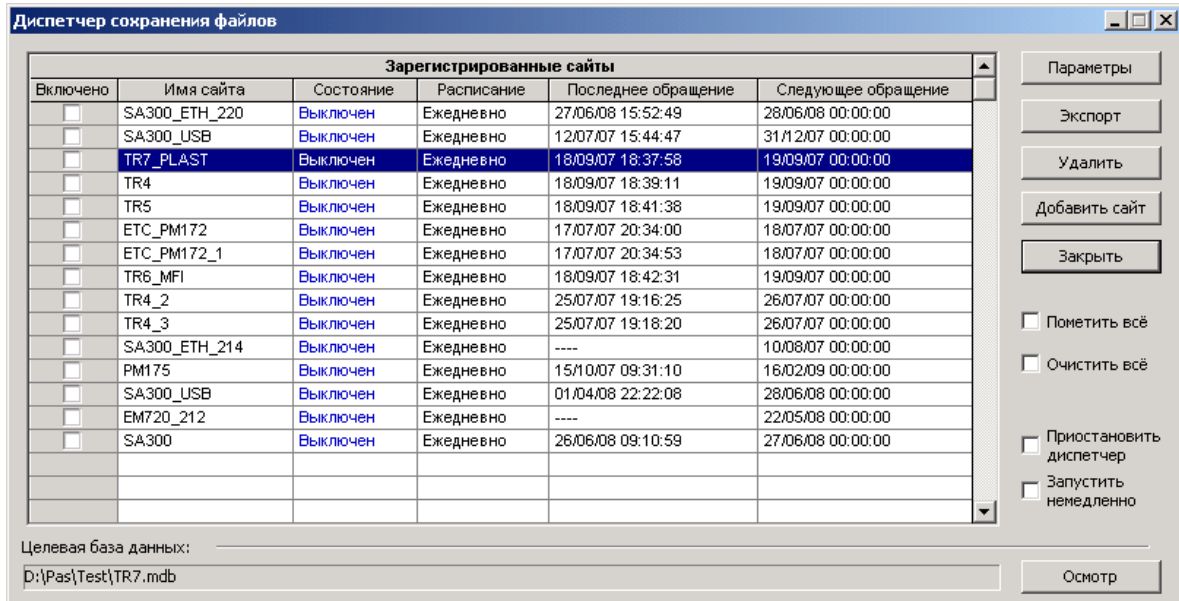 Диспетчер сохранения файлов
Зарегистрированные сайты
Включено Имя сайта Состояние Расписание Последнее обращение Следующее обращение
SA300_ETH_220 Выключен Ежедневно 27/06/08 15:52:49 28/06/08 00:00:00
SA300_USB Выключен Ежедневно 12/07/07 15:44:47 31/12/07 00:00:00
TR7_PLAST Выключен Ежедневно 18/09/07 18:37:58 19/09/07 00:00:00
TR4 Выключен Ежедневно 18/09/07 18:39:11 19/09/07 00:00:00
TR5 Выключен Ежедневно 18/09/07 18:41:38 19/09/07 00:00:00
ETC_PM172 Выключен Ежедневно 17/07/07 20:34:00 18/07/07 00:00:00
ETC_PM172_1 Выключен Ежедневно 17/07/07 20:34:53 18/07/07 00:00:00
TR6_MFI Выключен Ежедневно 18/09/07 18:42:31 19/09/07 00:00:00
TR4_2 Выключен Ежедневно 25/07/07 19:16:25 26/07/07 00:00:00
TR4_3 Выключен Ежедневно 25/07/07 19:18:20 26/07/07 00:00:00
SA300_ETH_214 Выключен Ежедневно ---- 10/08/07 00:00:00
PM175 Выключен Ежедневно 15/10/07 09:31:10 16/02/09 00:00:00
SA300_USB Выключен Ежедневно 01/04/08 22:22:08 28/06/08 00:00:00
EM720_212 Выключен Ежедневно ---- 22/05/08 00:00:00
SA300 Выключен Ежедневно 26/06/08 09:10:59 27/06/08 00:00:00
Параметры
Экспорт
Удалить
Добавить сайт
Закрыть
Пометить всё
Очистить всё
Приостановить
диспетчер
Запустить
немедленно
Целевая база данных:
D:\Pas\Test\TR7.mdb
Осмотр